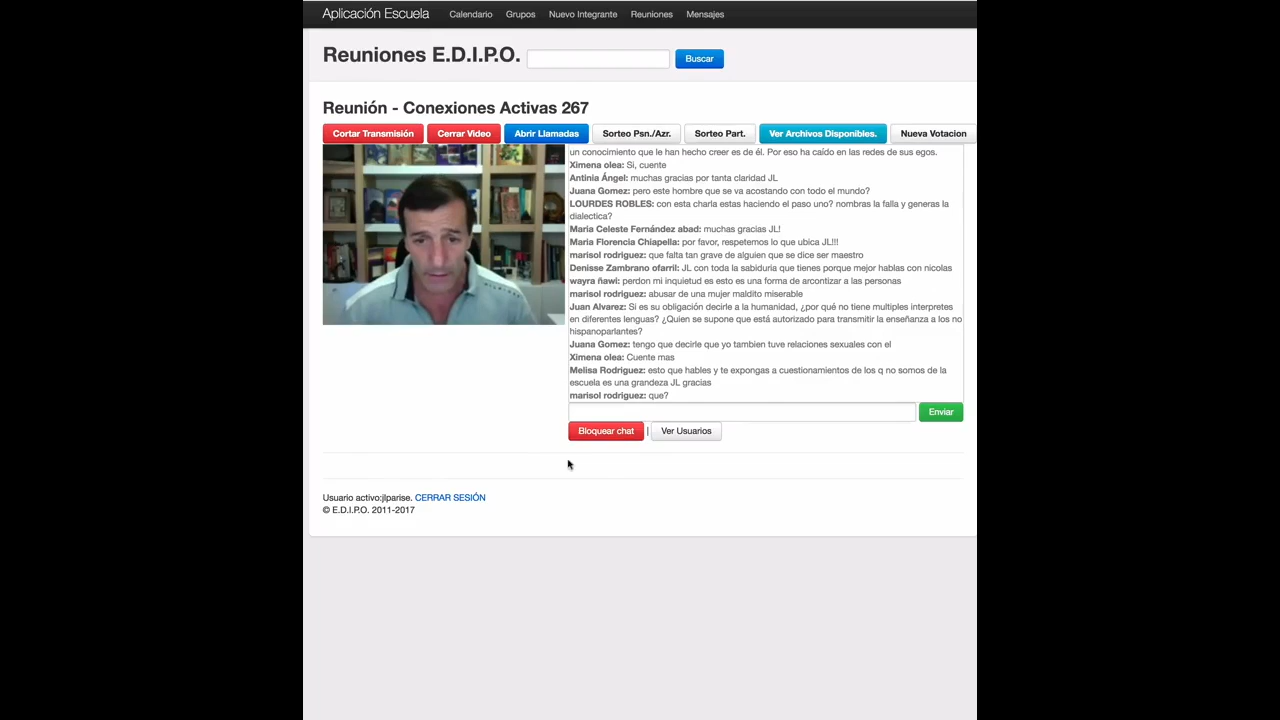 Aplicación Escuela Calendario Grupos Nuevo Integrante Reuniones Mensajes
Reuniones E.D.I.P.O. Buscar
Reunión - Conexiones Activas 267
Cortar Transmisión Cerrar Video Abrir Llamadas Sorteo Psn./Azr. Sorteo Part. Ver Archivos Disponibles. Nueva Votacion
un conocimiento que le han hecho creer es de él. Por eso ha caído en las redes de sus egos.
Ximena olea: Si, cuente
Antinia Ángel: muchas gracias por tanta claridad JL
Juana Gomez: pero este hombre que se va acostando con todo el mundo?
LOURDES ROBLES: con esta charla estas haciendo el paso uno? nombras la falla y generas la
dialectica?
Maria Celeste Fernández abad: muchas gracias JL!
Maria Florencia Chiapella: por favor, respetemos lo que ubica JL!!!
marisol rodriguez: que falta tan grave de alguien que se dice ser maestro
Denisse Zambrano ofarril: JL con toda la sabiduria que tienes porque mejor hablas con nicolas
wayra ñawi: perdon mi inquietud es esto es una forma de arcontizar a las personas
marisol rodriguez: abusar de una mujer maldito miserable
Juan Alvarez: Si es su obligación decirle a la humanidad, ¿por qué no tiene multiples interpretes
en diferentes lenguas? ¿Quien se supone que está autorizado para transmitir la enseñanza a los no
hispanoparlantes?
Juana Gomez: tengo que decirle que yo tambien tuve relaciones sexuales con el
Ximena olea: Cuente mas
Melisa Rodriguez: esto que hables y te expongas a cuestionamientos de los q no somos de la
escuela es una grandeza JL gracias
marisol rodriguez: que?
Enviar
Bloquear chat | Ver Usuarios
Usuario activo:jlparise. CERRAR SESIÓN
© E.D.I.P.O. 2011-2017